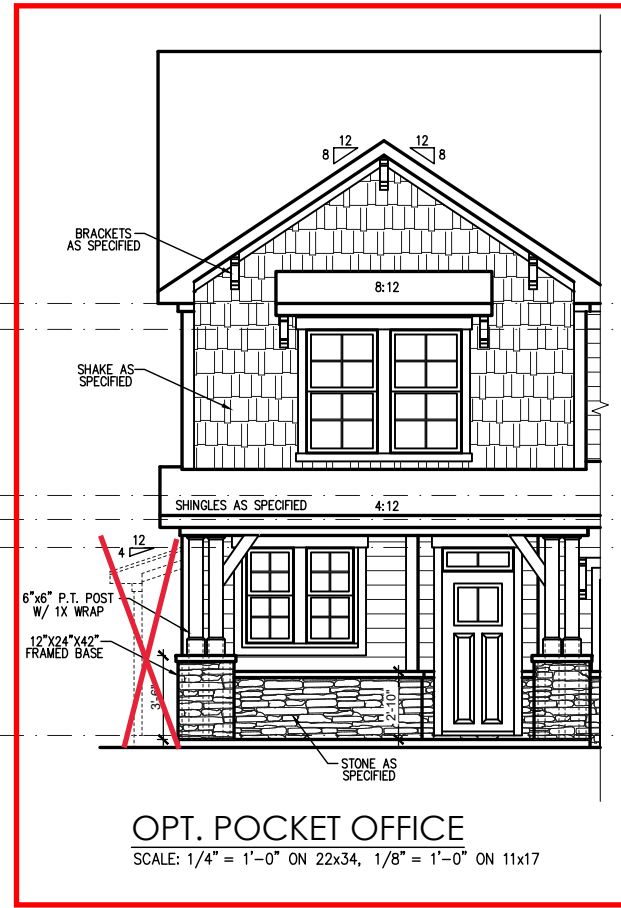 12 12
8 8
BRACKETS
AS SPECIFIED
8:12
SHAKE AS
SPECIFIED
SHINGLES AS SPECIFIED 4:12
12
4
6"x6" P.T. POST
W/ 1X WRAP
12"X24"X42"
FRAMED BASE
3'-6"
2'-10"
STONE AS
SPECIFIED
OPT. POCKET OFFICE
SCALE: 1/4" = 1'-0" ON 22x34, 1/8" = 1'-0" ON 11x17